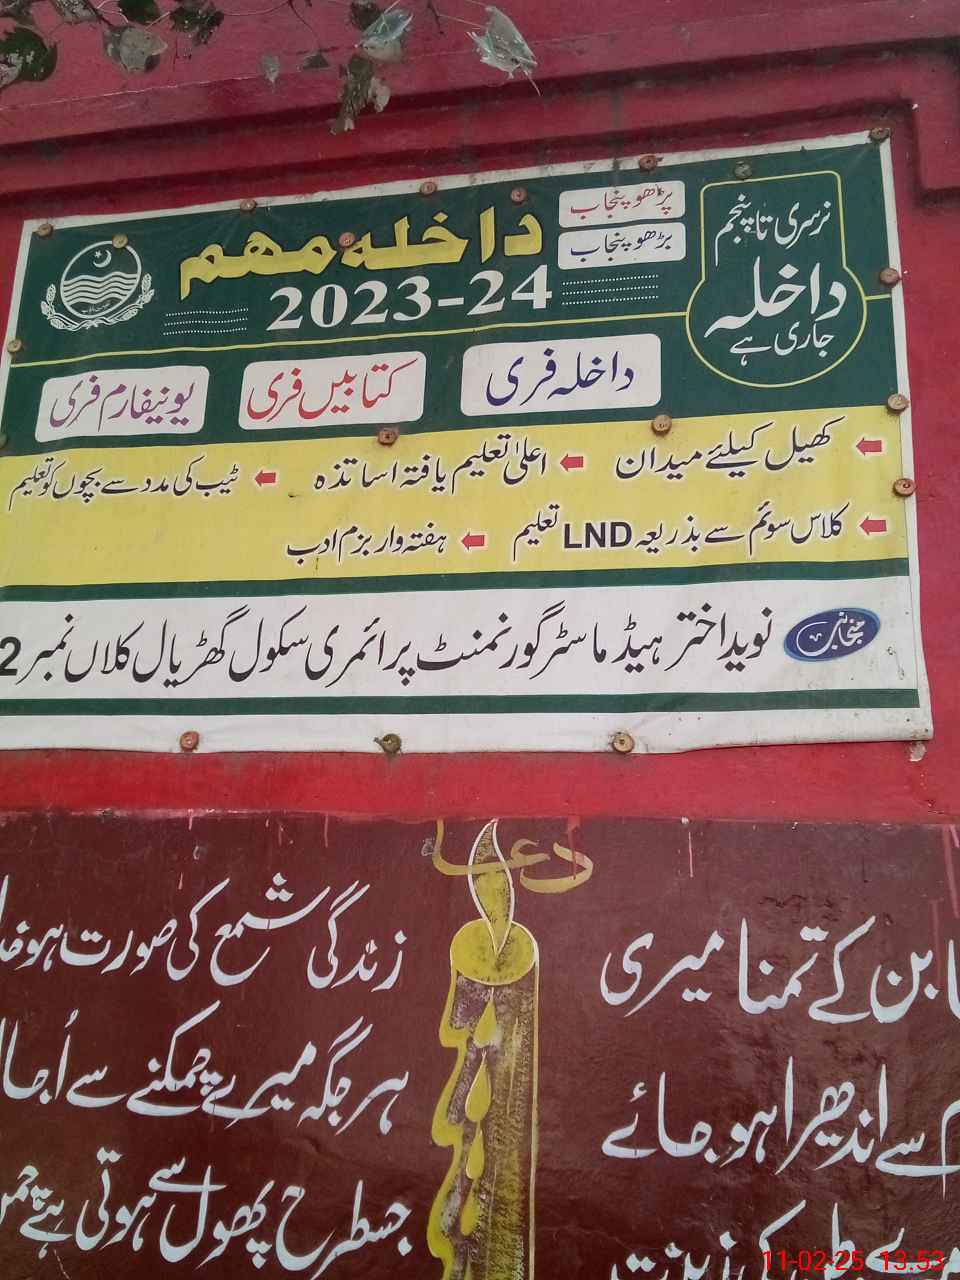 پڑھو پنجاب
بڑھو پنجاب
داخلہ مہم
2023-24
نرسری تا پنجم
داخلہ
جاری ہے
داخلہ فری
کتابیں فری
یونیفارم فری
کھیل کیلئے میدان
اعلیٰ تعلیم یافتہ اساتذہ
ٹیب کی مدد سے بچوں کو تعلیم
کلاس سوئم سے بذریعہ LND تعلیم
ہفتہ وار بزم ادب
منجانب
نوید اختر ہیڈ ماسٹر گورنمنٹ پرائمری سکول گھڑیال کلاں نمبر 2
دعا
بن کے تمنا میری
زندگی شمع کی صورت ہو
سے اندھیرا ہو جائے
ہر جگہ میرے چمکنے سے اُجا
جسطرح پھول سے ہوتی ہے چمن
11-02-25 13:53